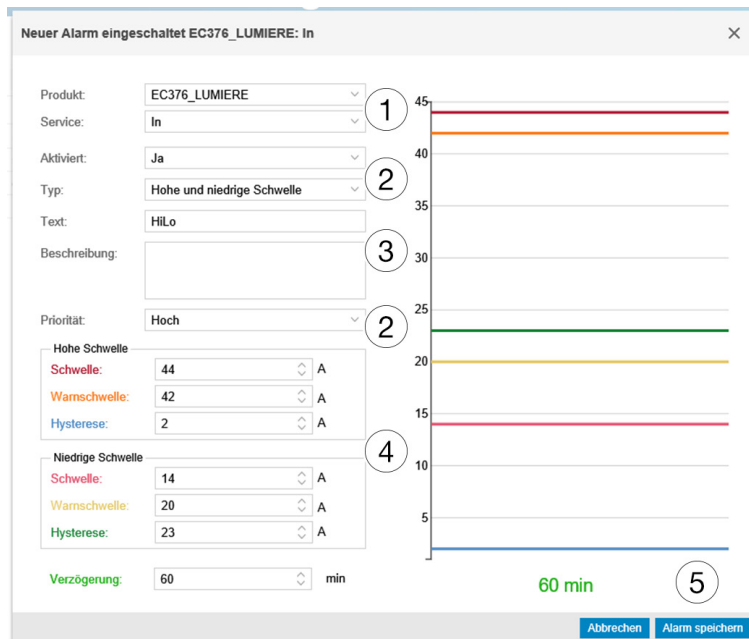 Neuer Alarm eingeschaltet EC376_LUMIERE: In
Produkt: EC376_LUMIERE
Service: In
1
Aktiviert: Ja
Typ: Hohe und niedrige Schwelle
2
Text: HiLo
Beschreibung:
3
Priorität: Hoch
2
Hohe Schwelle
Schwelle: 44 A
Warnschwelle: 42 A
Hysterese: 2 A
4
Niedrige Schwelle
Schwelle: 14 A
Warnschwelle: 20 A
Hysterese: 23 A
Verzögerung: 60 min
45
40
35
30
25
20
15
10
5
60 min
5
Abbrechen
Alarm speichern